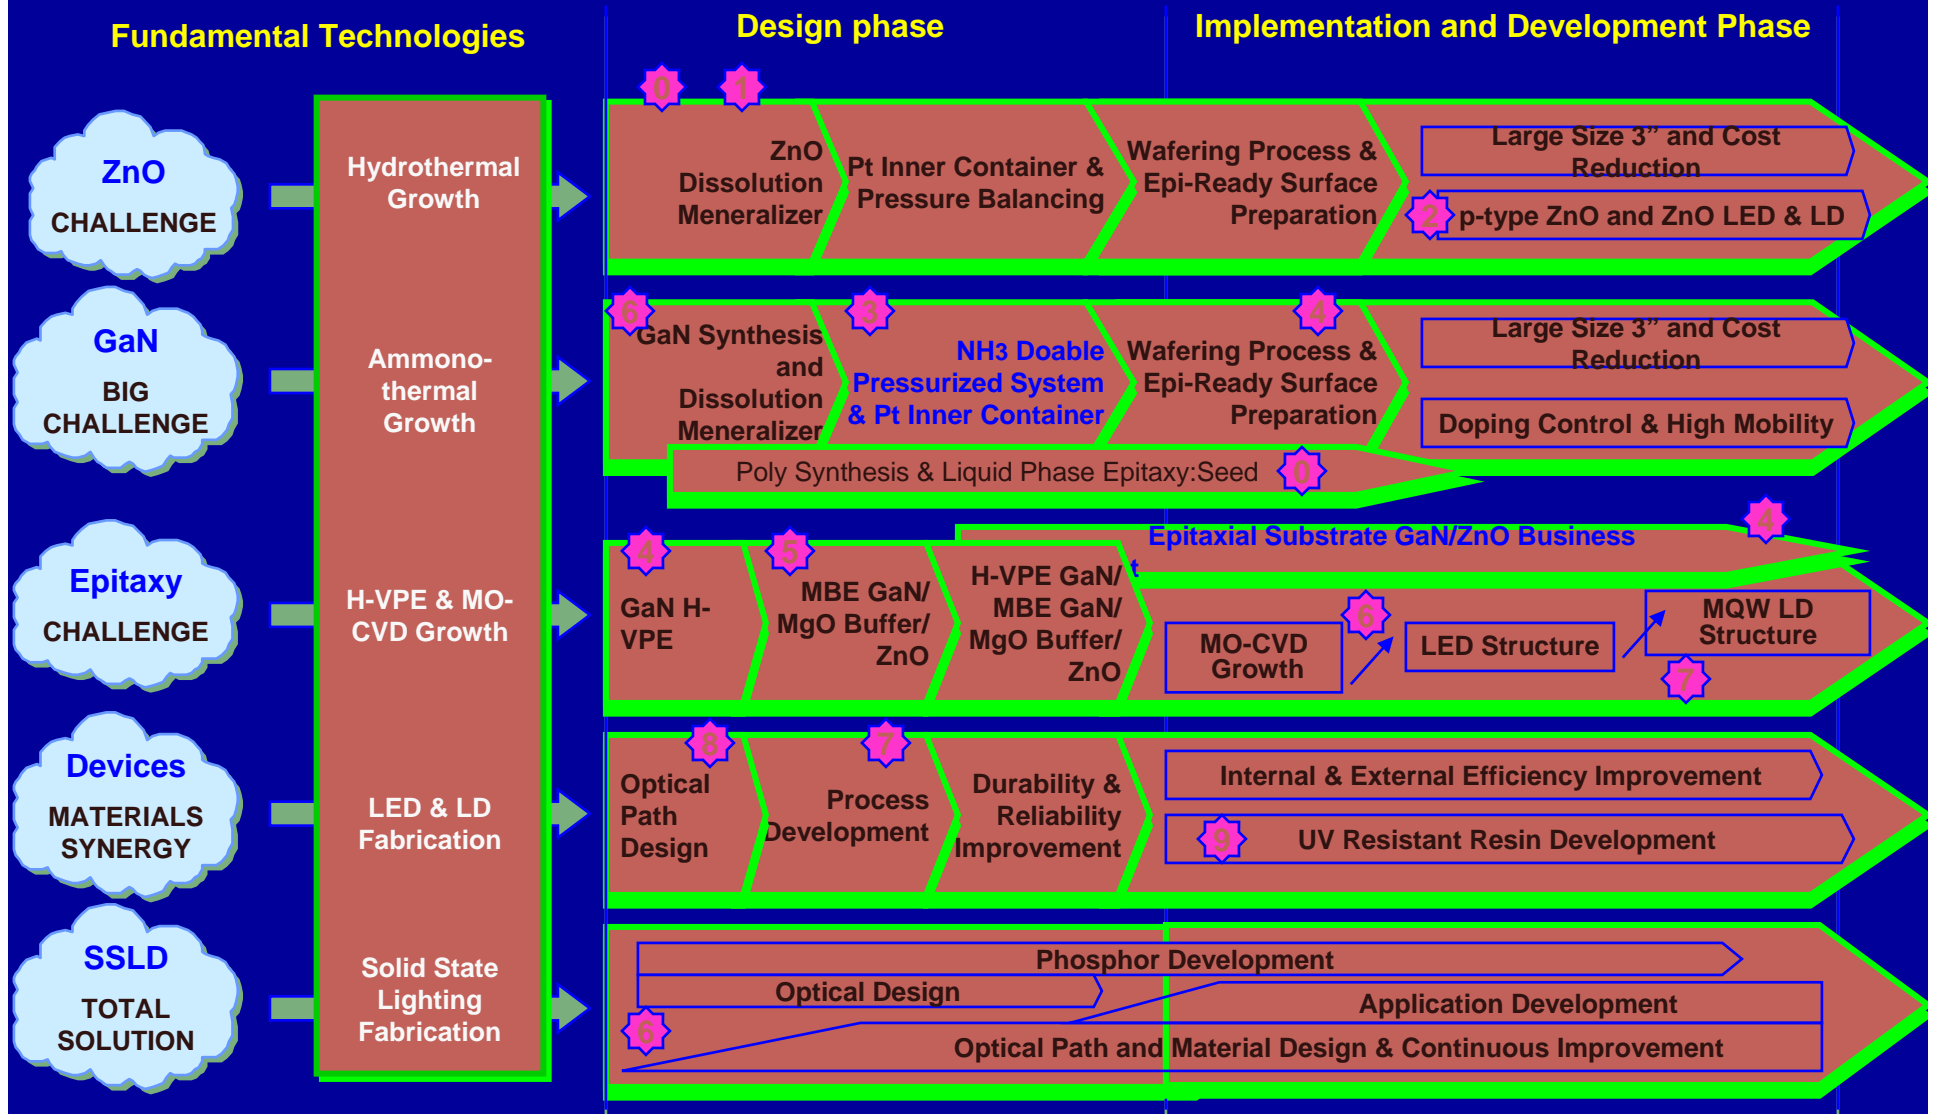 Fundamental Technologies
Design phase
Implementation and Development Phase
ZnO
CHALLENGE
Hydrothermal
Growth
0
1
ZnO
Dissolution
Meneralizer
Pt Inner Container &
Pressure Balancing
Wafering Process &
Epi-Ready Surface
Preparation
Large Size 3” and Cost
Reduction
2
p-type ZnO and ZnO LED & LD
GaN
BIG
CHALLENGE
Ammono-
thermal
Growth
6
GaN Synthesis
and
Dissolution
Meneralizer
3
NH3 Doable
Pressurized System
& Pt Inner Container
4
Wafering Process &
Epi-Ready Surface
Preparation
Large Size 3” and Cost
Reduction
Doping Control & High Mobility
Poly Synthesis & Liquid Phase Epitaxy:Seed
0
Epitaxy
CHALLENGE
H-VPE & MO-
CVD Growth
4
GaN H-
VPE
5
MBE GaN/
MgO Buffer/
ZnO
H-VPE GaN/
MBE GaN/
MgO Buffer/
ZnO
Epitaxial Substrate GaN/ZnO Business
t
4
MO-CVD
Growth
6
LED Structure
MQW LD
Structure
7
Devices
MATERIALS
SYNERGY
LED & LD
Fabrication
8
Optical
Path
Design
7
Process
Development
Durability &
Reliability
Improvement
Internal & External Efficiency Improvement
9
UV Resistant Resin Development
SSLD
TOTAL
SOLUTION
Solid State
Lighting
Fabrication
Phosphor Development
Optical Design
6
Application Development
Optical Path and Material Design & Continuous Improvement